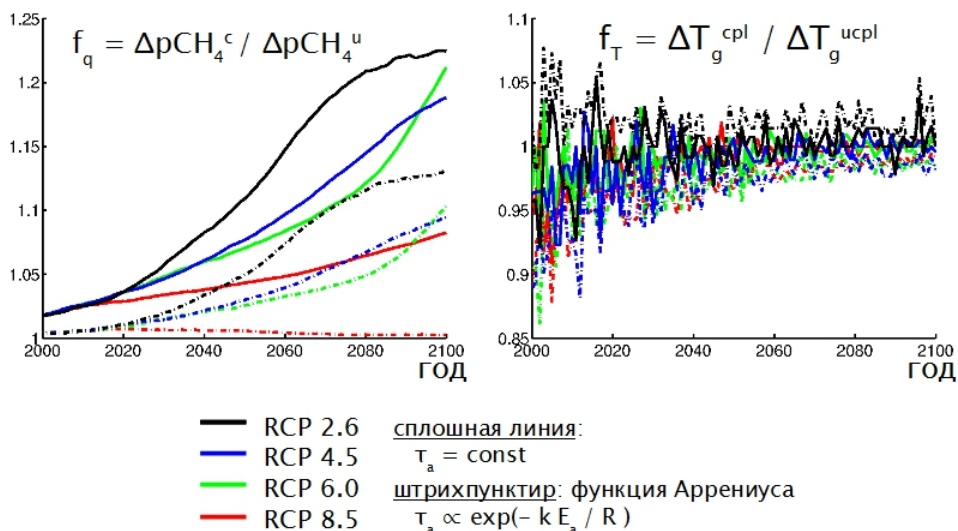 f_q = ΔpCH₄ᶜ / ΔpCH₄ᵘ
1.25
1.2
1.15
1.1
1.05
1
2000 2020 2040 2060 2080 2100
год
f_T = ΔT_g^cpl / ΔT_g^ucpl
1.1
1.05
1
0.95
0.9
0.85
2000 2020 2040 2060 2080 2100
год
RCP 2.6
RCP 4.5
RCP 6.0
RCP 8.5
сплошная линия:
τ_a = const
штрихпунктир: функция Аррениуса
τ_a ∝ exp(- k E_a / R )